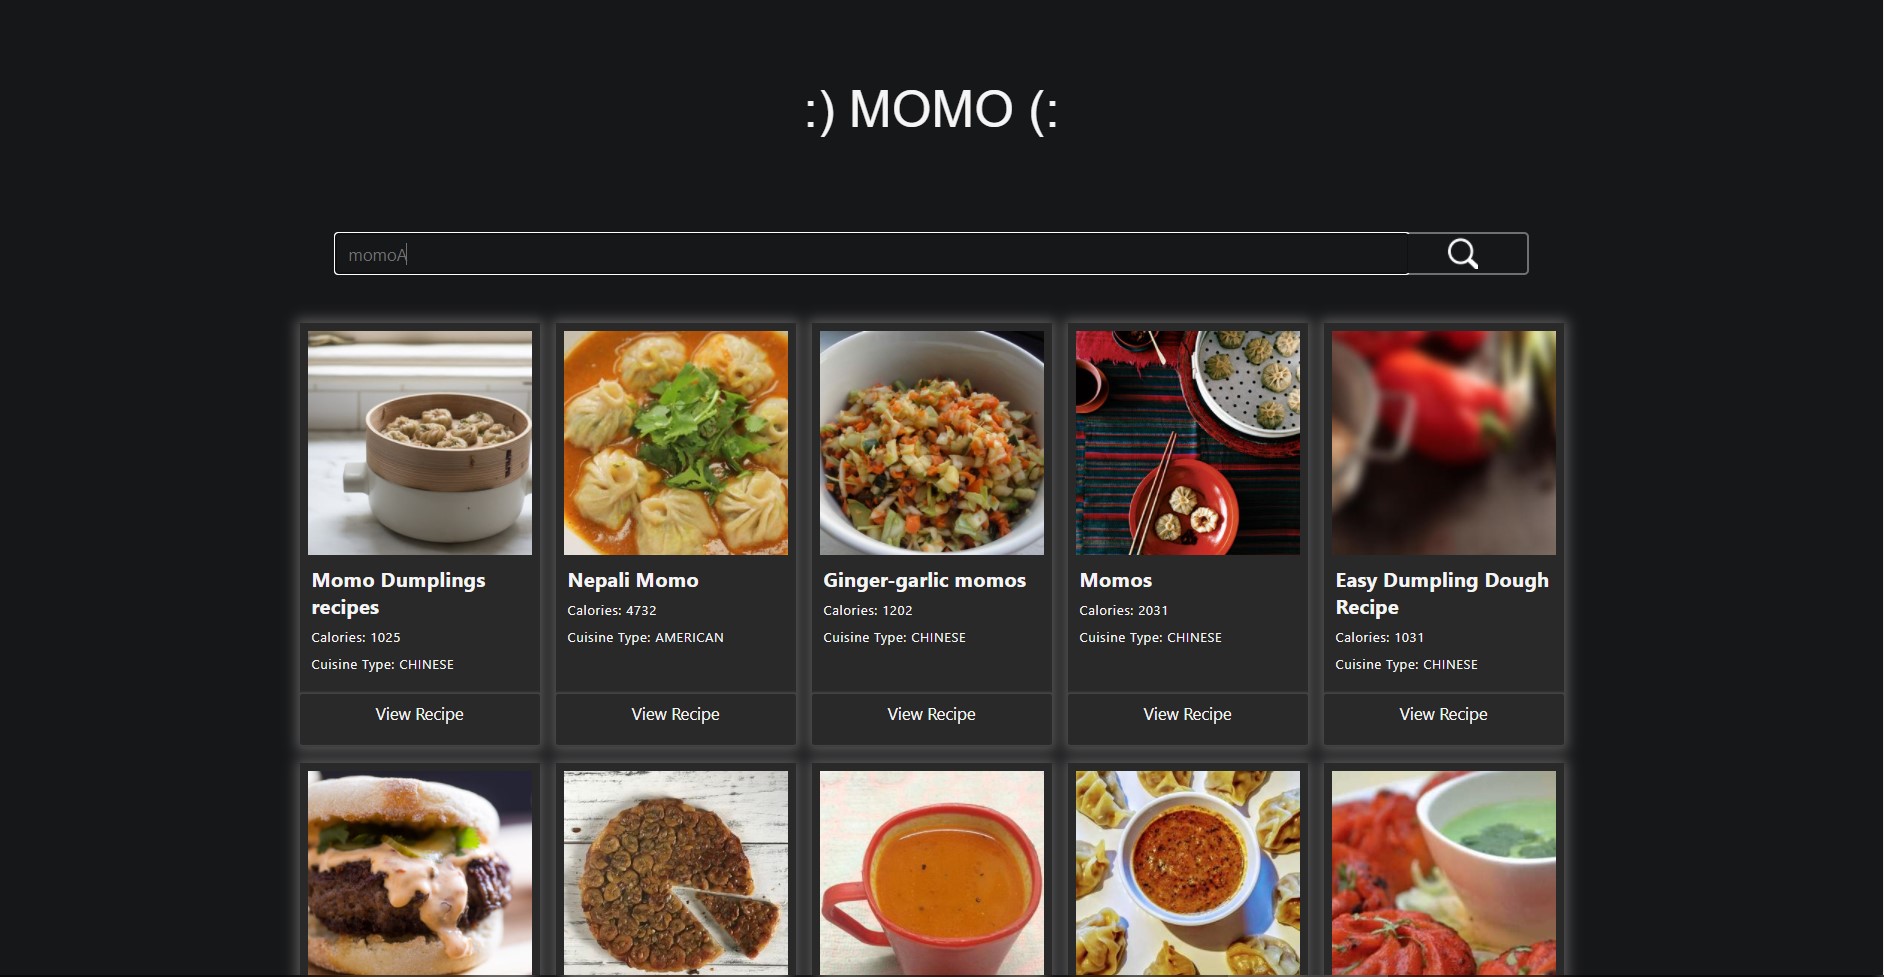 :) MOMO (:
momoA
Momo Dumplings
recipes
Calories: 1025
Cuisine Type: CHINESE
View Recipe
Nepali Momo
Calories: 4732
Cuisine Type: AMERICAN
View Recipe
Ginger-garlic momos
Calories: 1202
Cuisine Type: CHINESE
View Recipe
Momos
Calories: 2031
Cuisine Type: CHINESE
View Recipe
Easy Dumpling Dough
Recipe
Calories: 1031
Cuisine Type: CHINESE
View Recipe